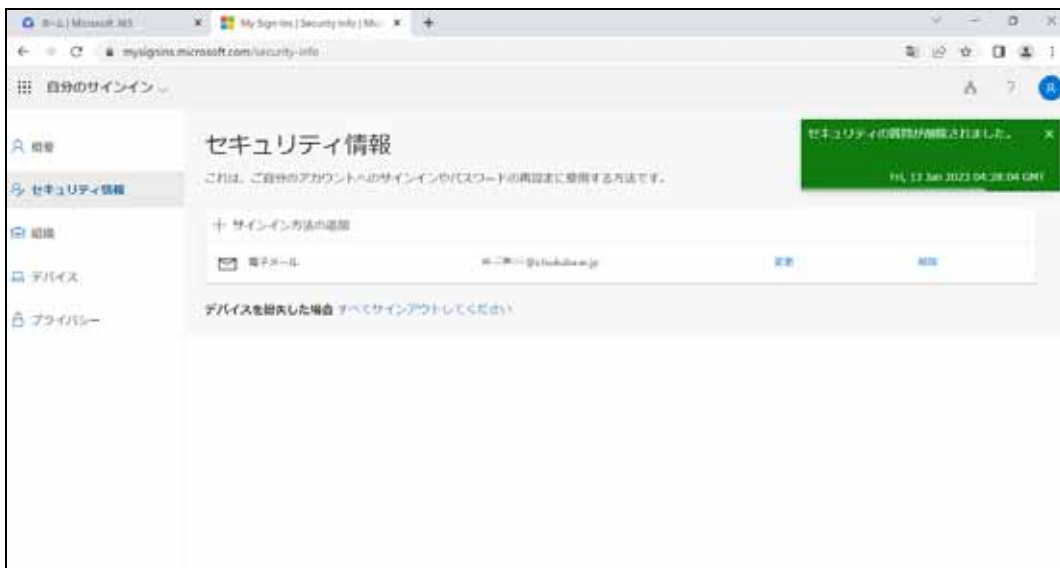 ホーム | Microsoft 365
My Sign-Ins | Security Info | Mic
mysignins.microsoft.com/security-info
自分のサインイン
概要
セキュリティ情報
組織
デバイス
プライバシー
セキュリティ情報
これは、ご自分のアカウントへのサインインやパスワードの再設定に使用する方法です。
サインイン方法の追加
電子メール
変更
削除
デバイスを紛失した場合 すべてサインアウトしてください
セキュリティの質問が削除されました。
Fri, 13 Jan 2023 04:28:04 GMT